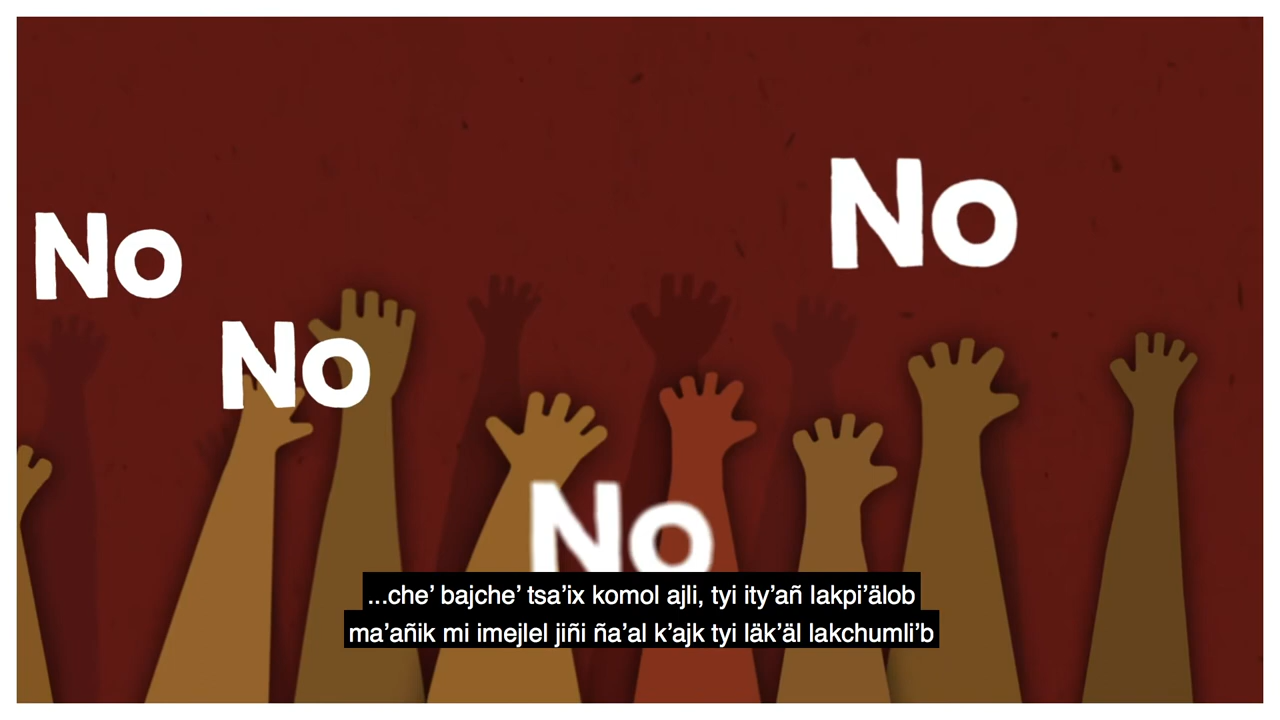 No
No
No
No
...che’ bajche’ tsa’ix komol ajli, tyi ity’añ lakpi’älob
ma’añik mi imejlel jiñi ña’al k’ajk tyi läk’äl lakchumli’b